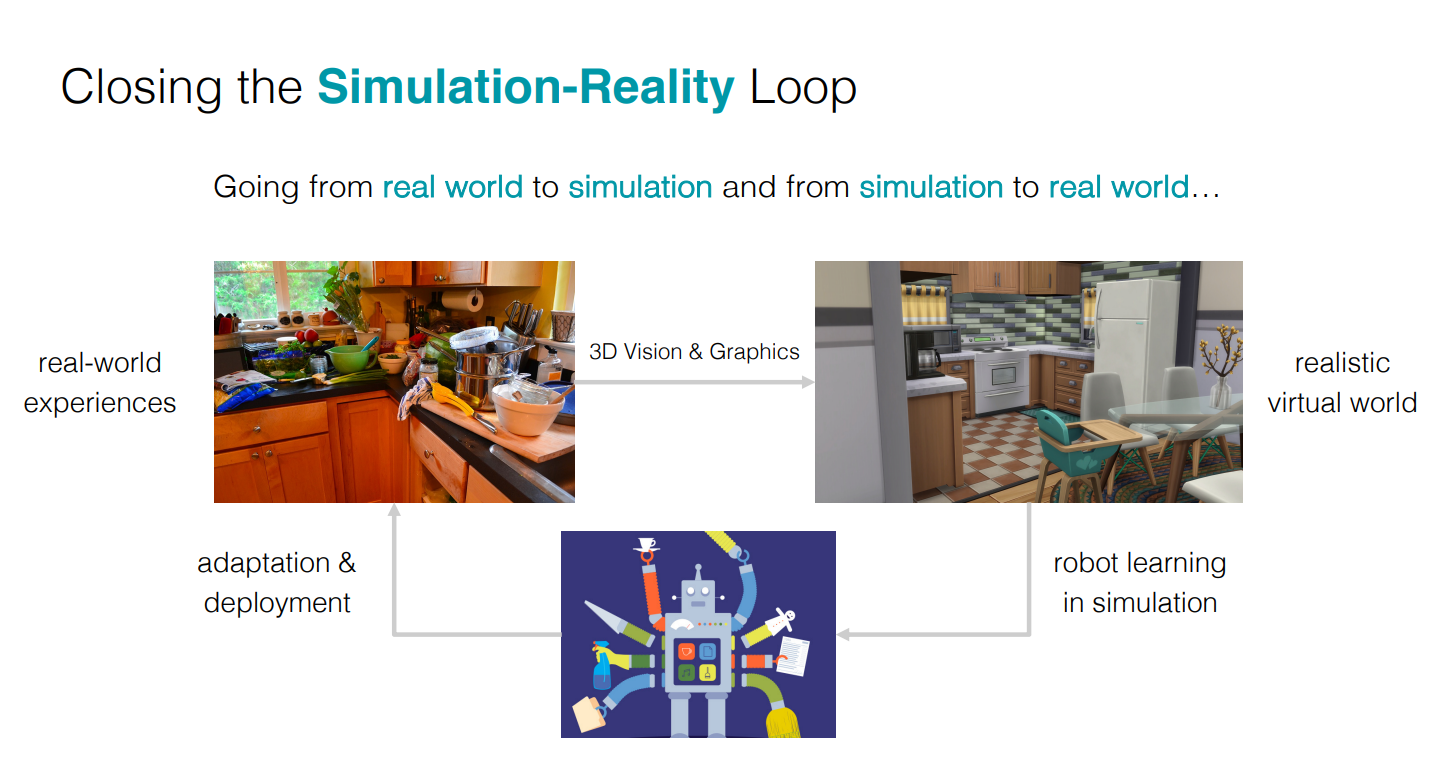 Closing the Simulation-Reality Loop
Going from real world to simulation and from simulation to real world…
real-world
experiences
3D Vision & Graphics
realistic
virtual world
adaptation &
deployment
robot learning
in simulation